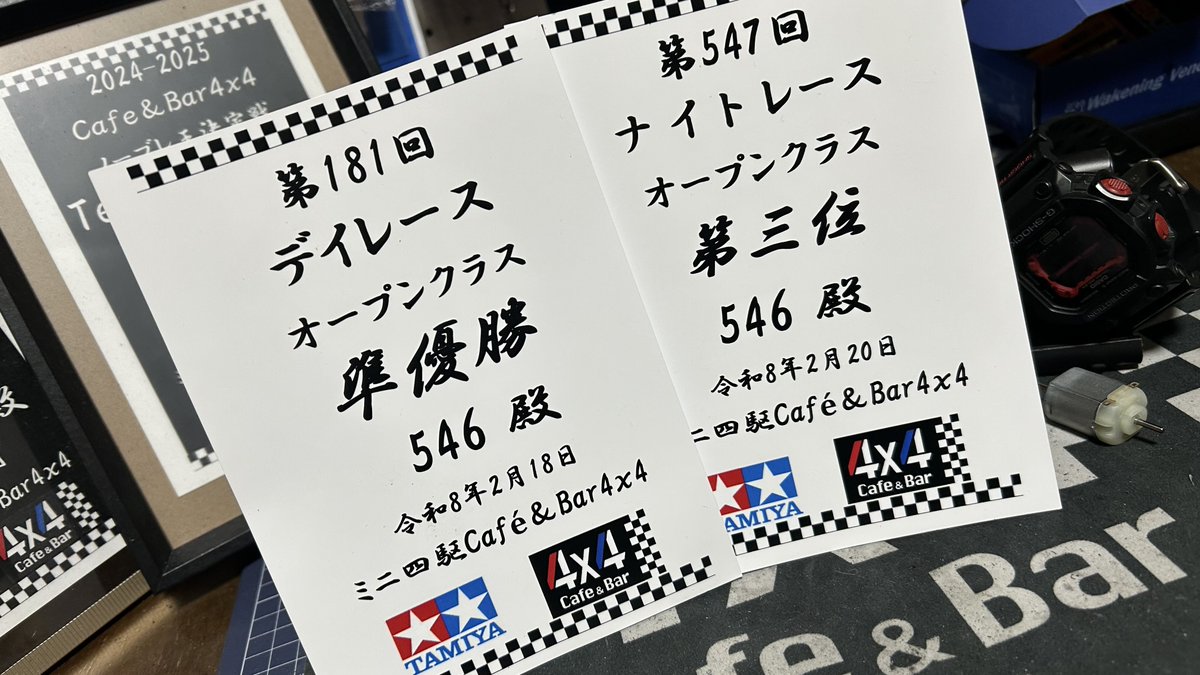 第181回
デイレース
オープンクラス
準優勝
546 殿
令和8年2月18日
ミニ四駆Café&Bar4x4
TAMIYA
4x4
Cafe&Bar
第547回
ナイトレース
オープンクラス
第三位
546 殿
令和8年2月20日
ニ四駆Café&Bar4x4
TAMIYA
4x4
Cafe&Bar
2024-2025
Cafe&Bar4x4
Te
殿
Bar4x4
4x4
Cafe&Bar
Wakening
G-SHOCK
afe&Bar